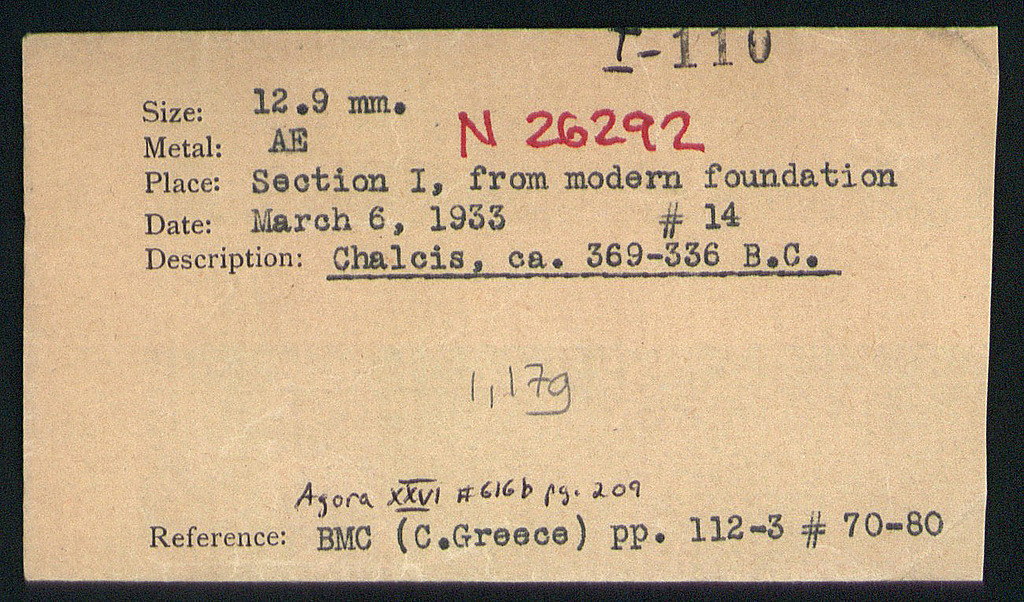 I-110
Size: 12.9 mm.
N 26292
Metal: AE
Place: Section I, from modern foundation
Date: March 6, 1933 # 14
Description: Chalcis, ca. 369-336 B.C.
1,17g
Agora XXVI #616b pg. 209
Reference: BMC (C.Greece) pp. 112-3 # 70-80